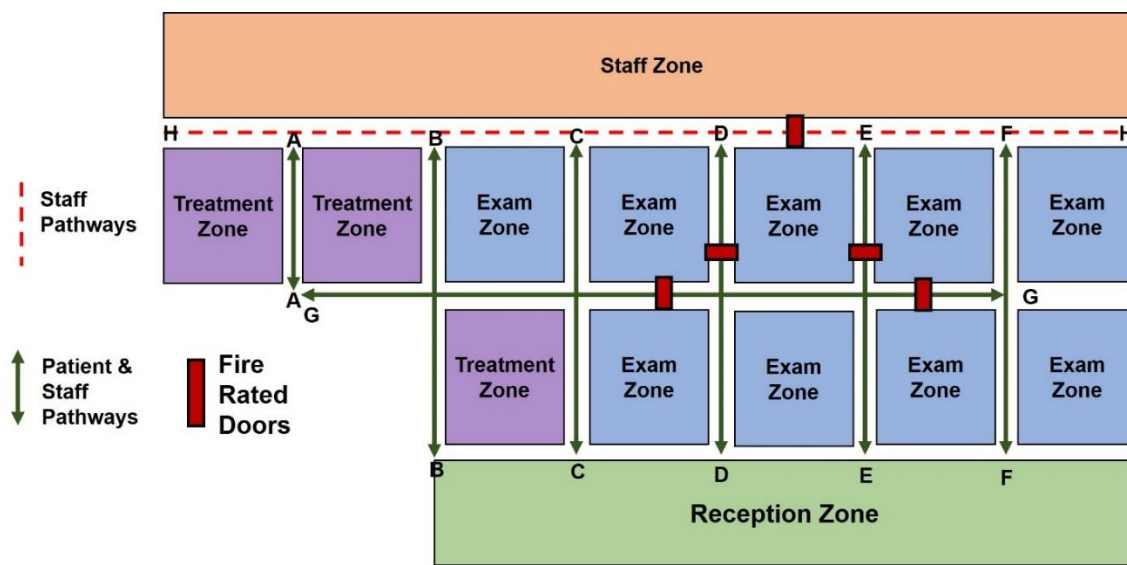 Staff Zone
H A B C D E F H
Staff
Pathways
Treatment
Zone
Treatment
Zone
Exam
Zone
Exam
Zone
Exam
Zone
Exam
Zone
Exam
Zone
A G G
Patient &
Staff
Pathways
Fire
Rated
Doors
Treatment
Zone
Exam
Zone
Exam
Zone
Exam
Zone
Exam
Zone
B C D E F
Reception Zone